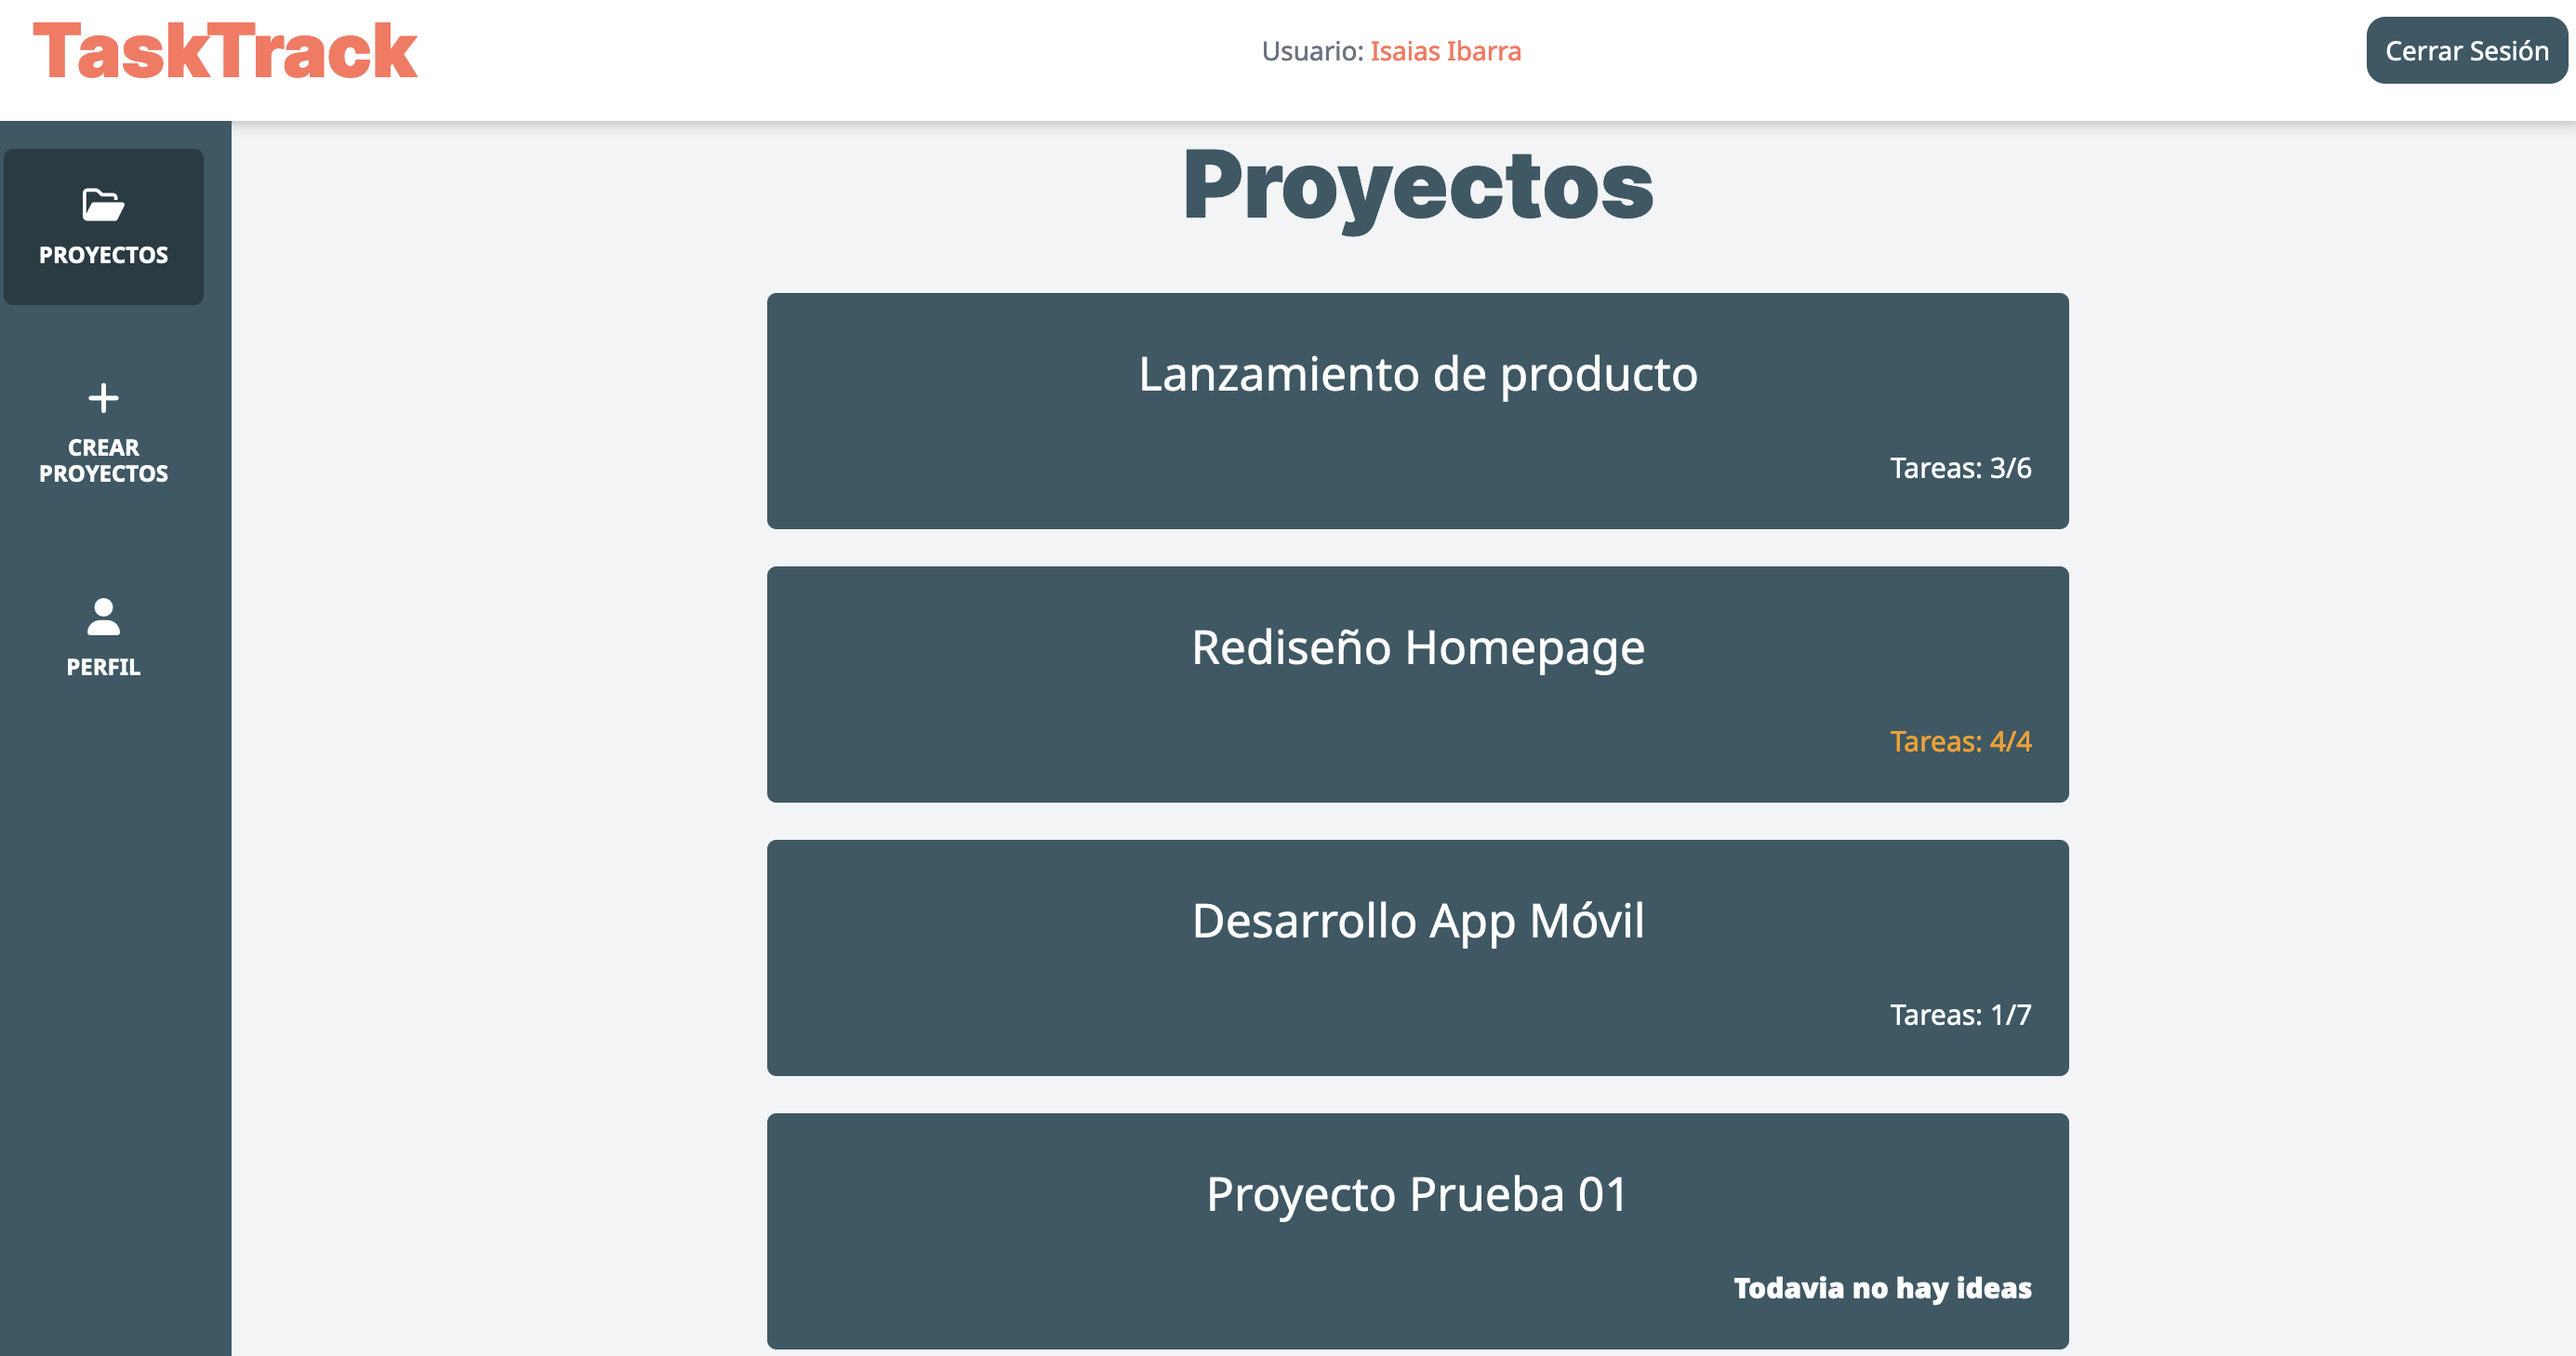 TaskTrack
Usuario: Isaias Ibarra
Cerrar Sesión
PROYECTOS
CREAR
PROYECTOS
PERFIL
Proyectos
Lanzamiento de producto
Tareas: 3/6
Rediseño Homepage
Tareas: 4/4
Desarrollo App Móvil
Tareas: 1/7
Proyecto Prueba 01
Todavia no hay ideas